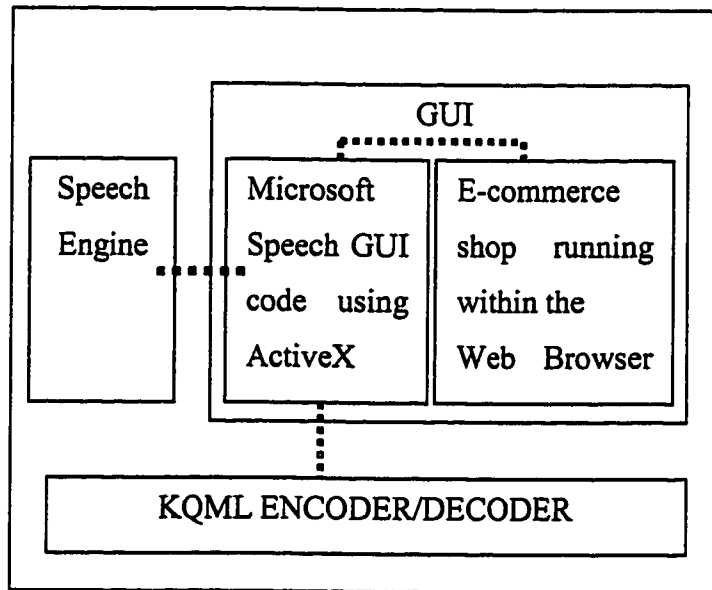 GUI
Speech
Engine
Microsoft
Speech GUI
code using
ActiveX
E-commerce
shop running
within the
Web Browser
KQML ENCODER/DECODER